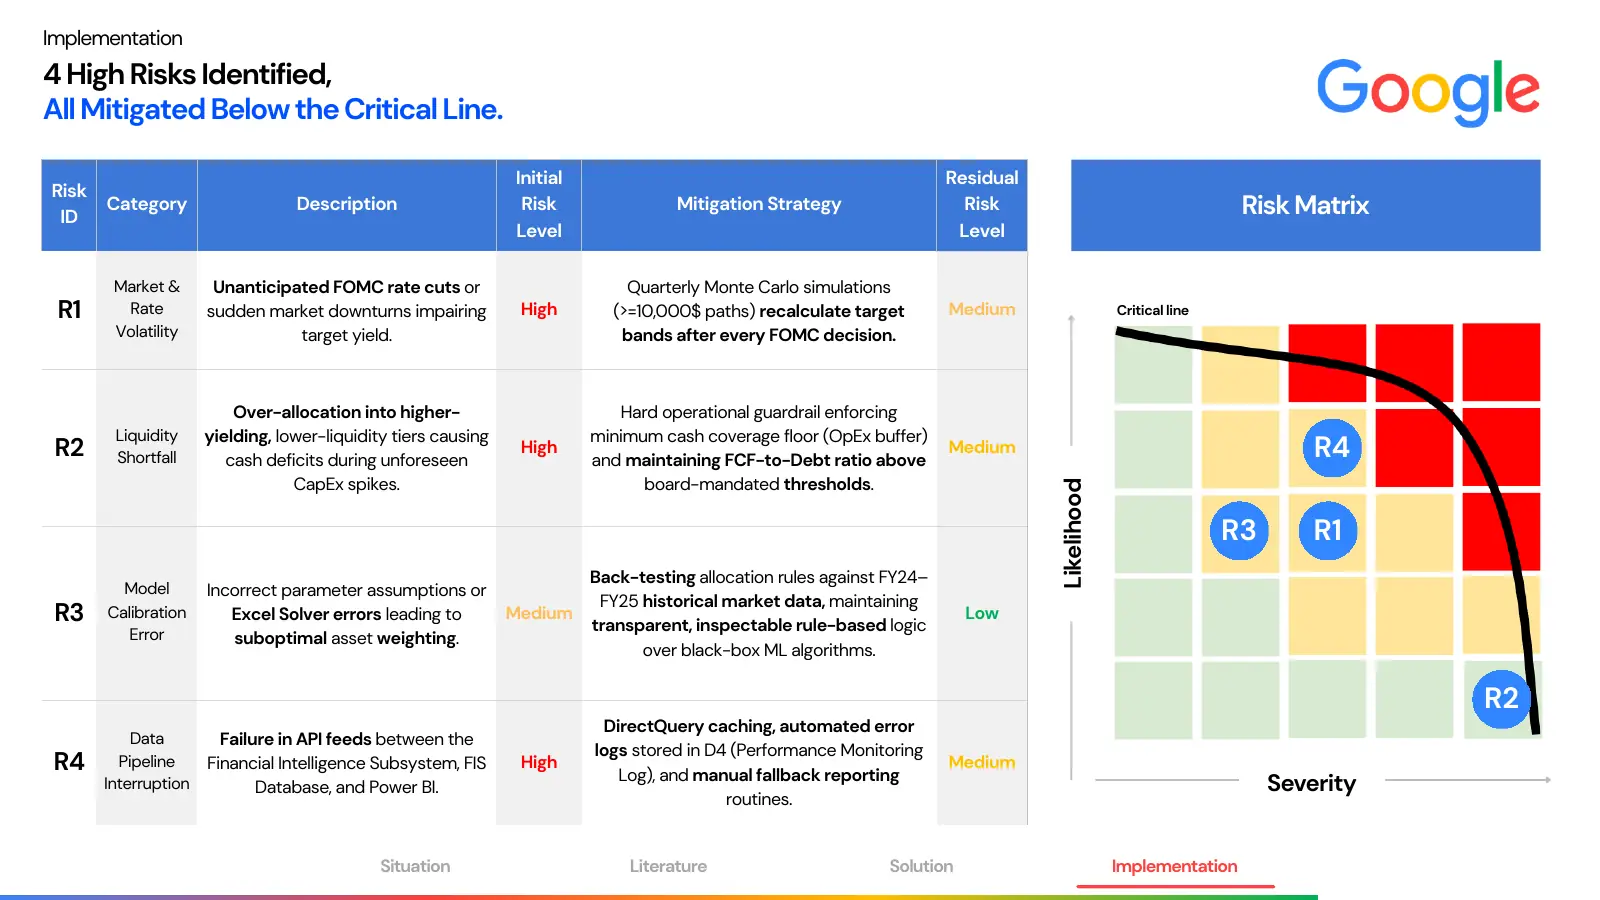 Implementation
4 High Risks Identified,
All Mitigated Below the Critical Line.
Google
Risk
ID
Category
Description
Initial
Risk
Level
Mitigation Strategy
Residual
Risk
Level
R1
Market &
Rate
Volatility
Unanticipated FOMC rate cuts or
sudden market downturns impairing
target yield.
High
Quarterly Monte Carlo simulations
(>=10,000$ paths) recalculate target
bands after every FOMC decision.
Medium
R2
Liquidity
Shortfall
Over-allocation into higher-
yielding, lower-liquidity tiers causing
cash deficits during unforeseen
CapEx spikes.
High
Hard operational guardrail enforcing
minimum cash coverage floor (OpEx buffer)
and maintaining FCF-to-Debt ratio above
board-mandated thresholds.
Medium
R3
Model
Calibration
Error
Incorrect parameter assumptions or
Excel Solver errors leading to
suboptimal asset weighting.
Medium
Back-testing allocation rules against FY24–
FY25 historical market data, maintaining
transparent, inspectable rule-based logic
over black-box ML algorithms.
Low
R4
Data
Pipeline
Interruption
Failure in API feeds between the
Financial Intelligence Subsystem, FIS
Database, and Power BI.
High
DirectQuery caching, automated error
logs stored in D4 (Performance Monitoring
Log), and manual fallback reporting
routines.
Medium
Risk Matrix
Critical line
R4
R3
R1
R2
Likelihood
Severity
Situation
Literature
Solution
Implementation